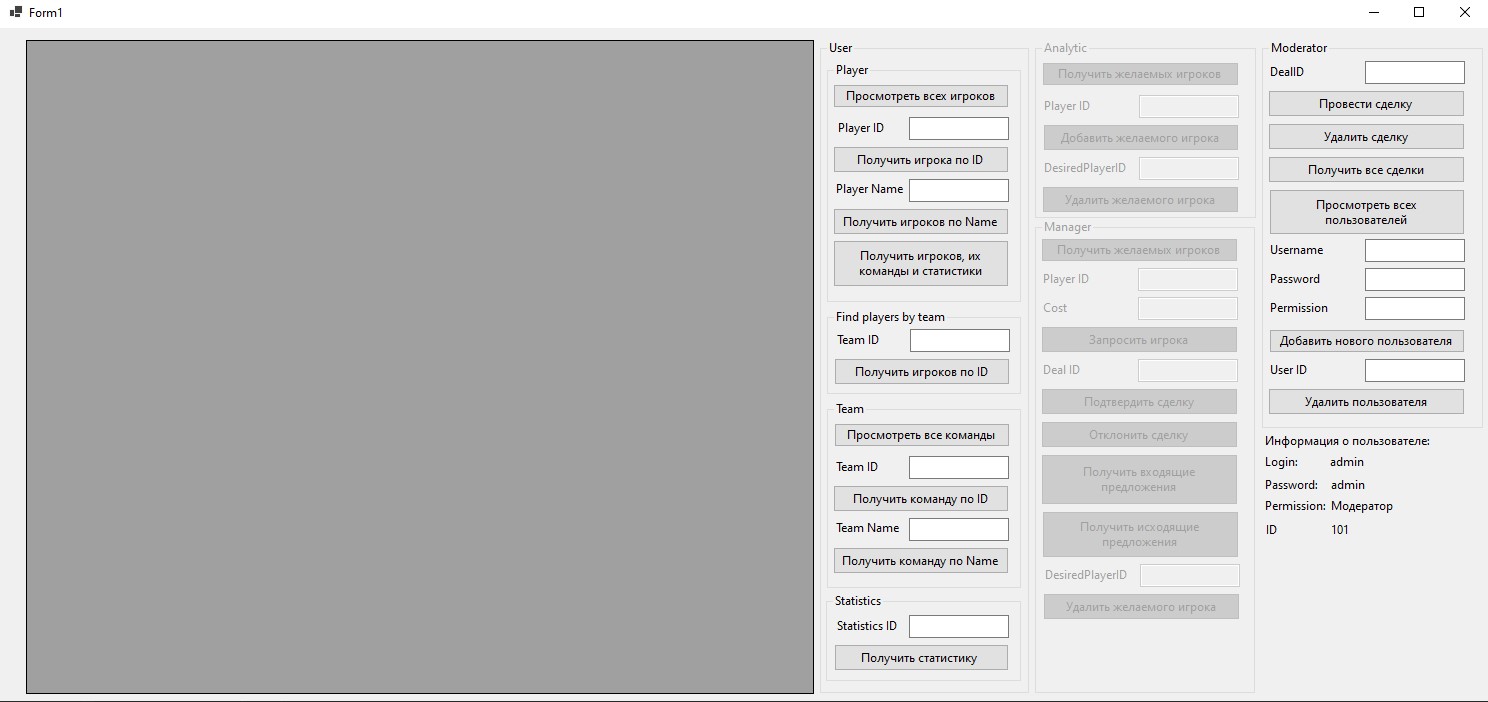 Form1
User
Player
Просмотреть всех игроков
Player ID
Получить игрока по ID
Player Name
Получить игроков по Name
Получить игроков, их
команды и статистики
Find players by team
Team ID
Получить игроков по ID
Team
Просмотреть все команды
Team ID
Получить команду по ID
Team Name
Получить команду по Name
Statistics
Statistics ID
Получить статистику
Analytic
Получить желаемых игроков
Player ID
Добавить желаемого игрока
DesiredPlayerID
Удалить желаемого игрока
Manager
Получить желаемых игроков
Player ID
Cost
Запросить игрока
Deal ID
Подтвердить сделку
Отклонить сделку
Получить входящие
предложения
Получить исходящие
предложения
DesiredPlayerID
Удалить желаемого игрока
Moderator
DealID
Провести сделку
Удалить сделку
Получить все сделки
Просмотреть всех
пользователей
Username
Password
Permission
Добавить нового пользователя
User ID
Удалить пользователя
Информация о пользователе:
Login: admin
Password: admin
Permission: Модератор
ID 101